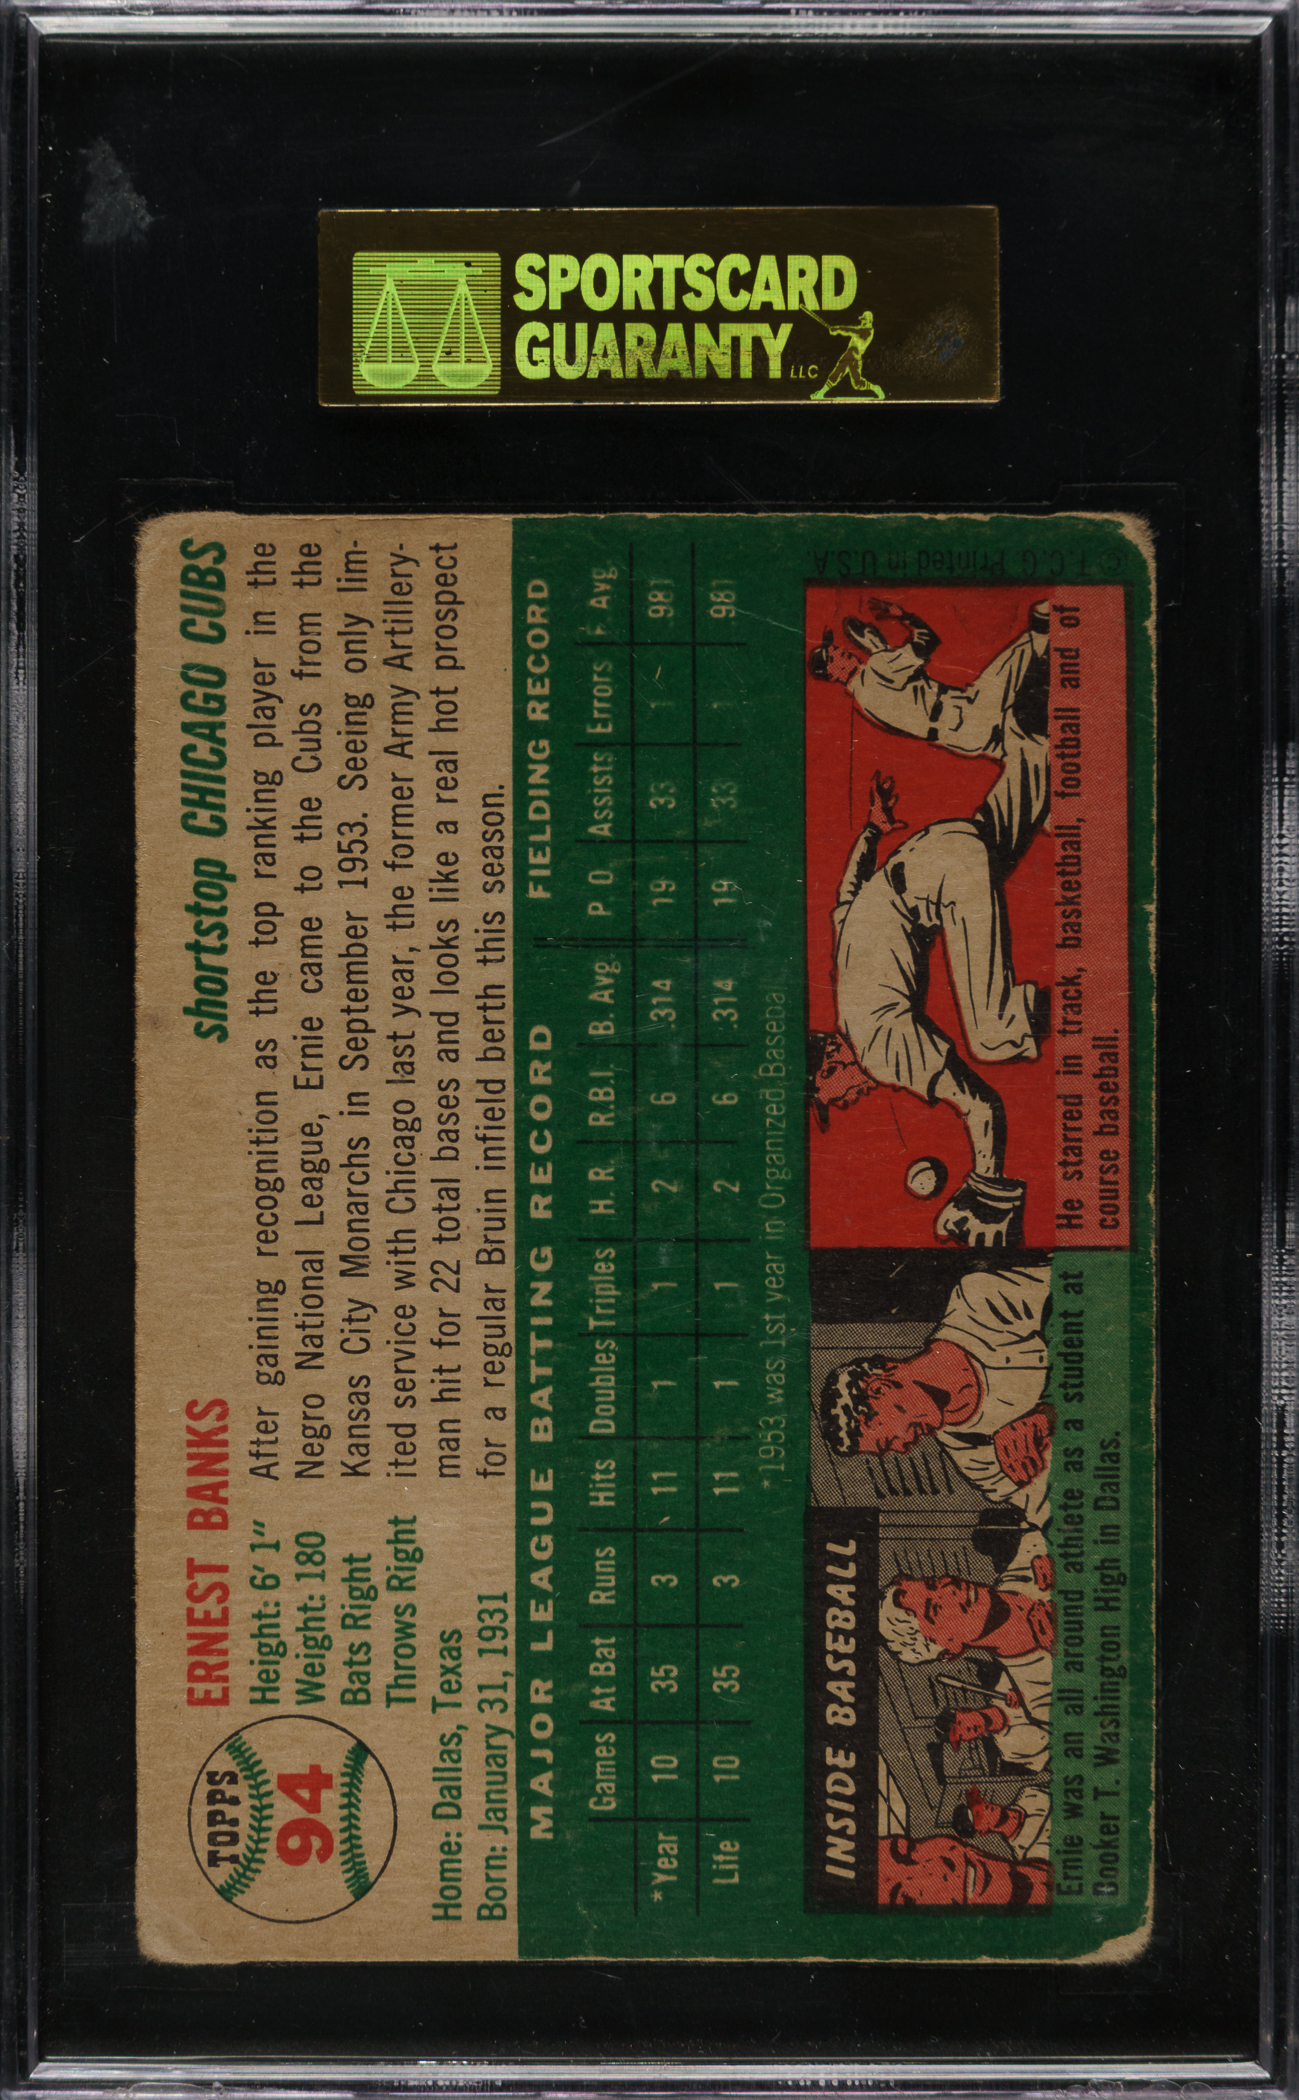 SPORTSCARD
GUARANTY LLC
TOPPS
94
ERNEST BANKS
shortstop CHICAGO CUBS
Height: 6' 1"
Weight: 180
Bats Right
Throws Right
Home: Dallas, Texas
Born: January 31, 1931
After gaining recognition as the top ranking player in the
Negro National League, Ernie came to the Cubs from the
Kansas City Monarchs in September 1953. Seeing only lim-
ited service with Chicago last year, the former Army Artillery-
man hit for 22 total bases and looks like a real hot prospect
for a regular Bruin infield berth this season.
MAJOR LEAGUE BATTING RECORD FIELDING RECORD
Games At Bat Runs Hits Doubles Triples H. R. R.B.I. B. Avg. P. O. Assists Errors F. Avg.
*Year 10 35 3 11 1 1 2 6 .314 19 33 1 .981
Life 10 35 3 11 1 1 2 6 .314 19 33 1 .981
*1953 was 1st year in Organized Baseball
INSIDE BASEBALL
Ernie was an all around athlete as a student at
Booker T. Washington High in Dallas.
He starred in track, basketball, football and of
course baseball.
© T. C. G. Printed in U.S.A.